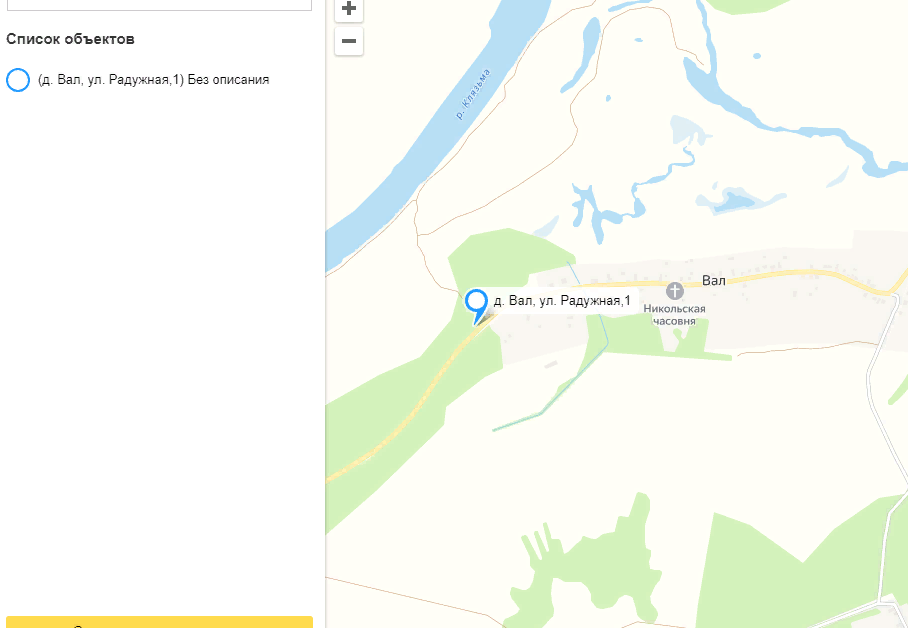 Список объектов
(д. Вал, ул. Радужная,1) Без описания
р. Клязьма
Вал
д. Вал, ул. Радужная,1
Никольская
часовня